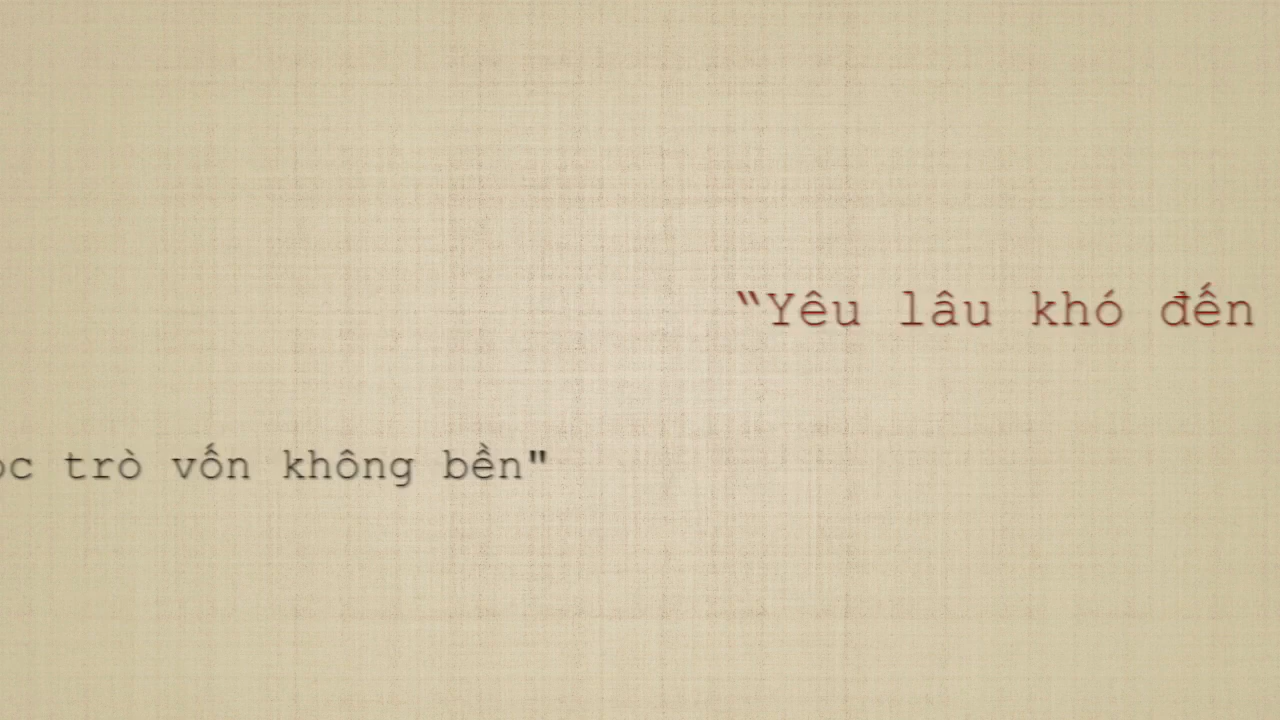 “Yêu lâu khó đến
trò vốn không bền"